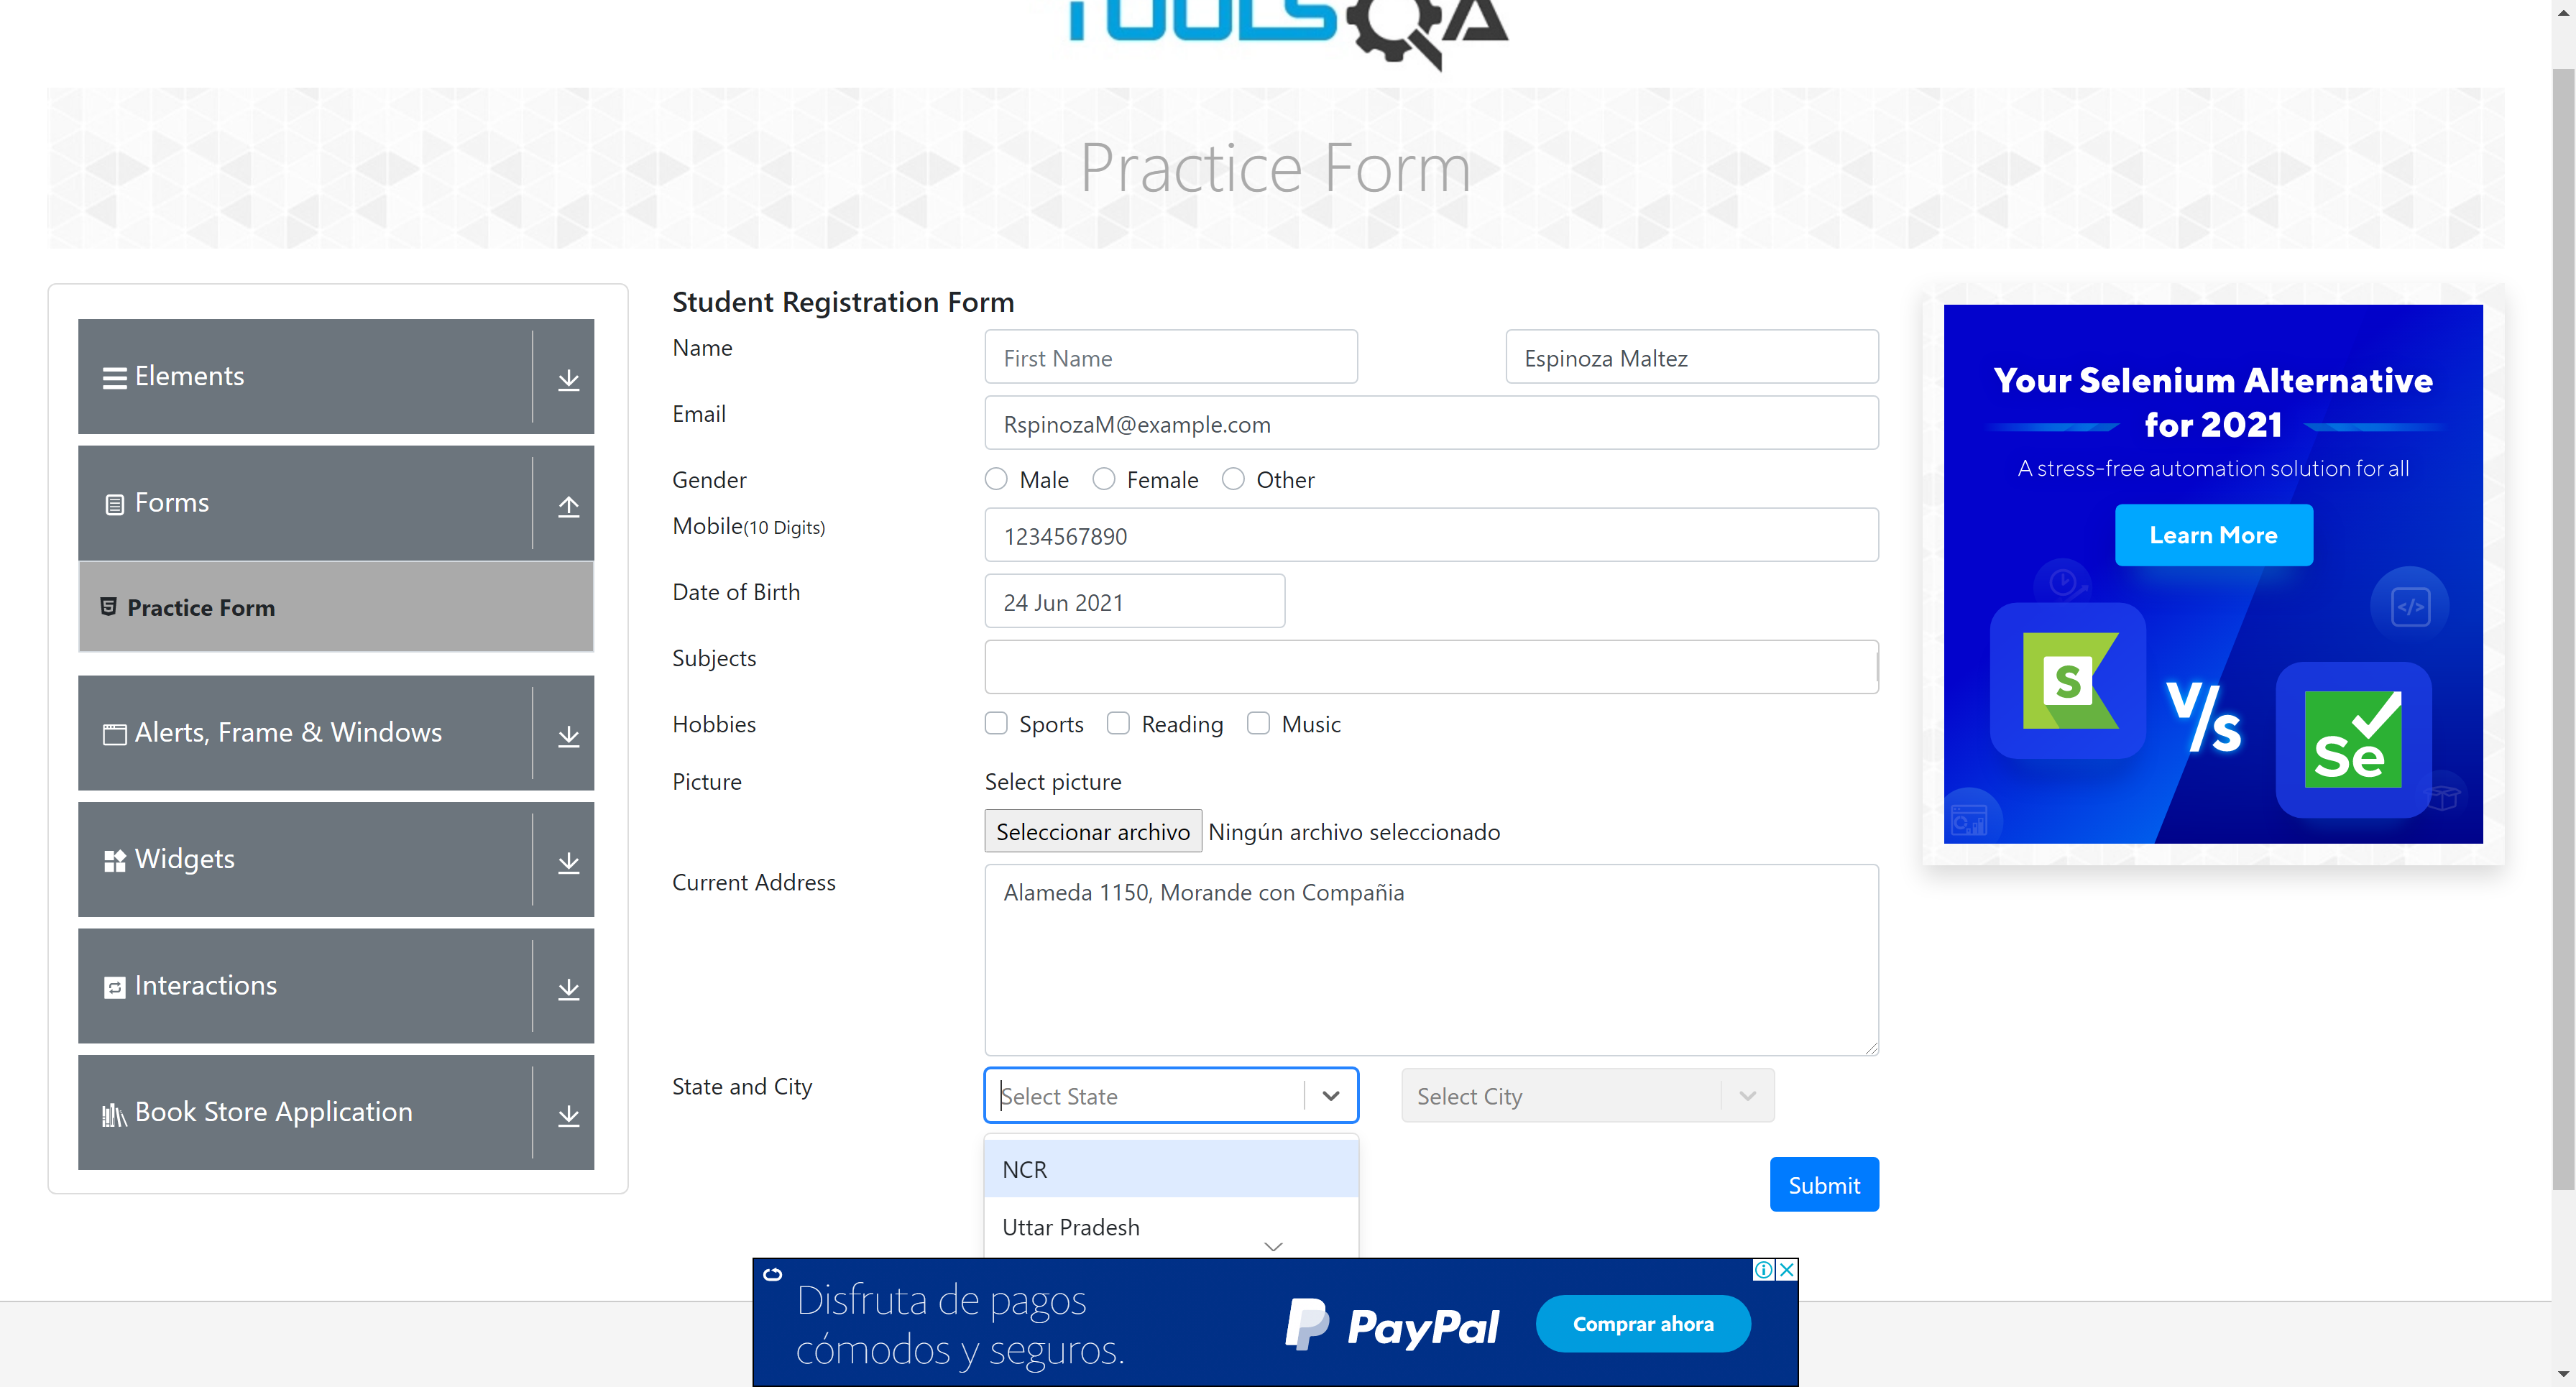 TOOLSQA
Practice Form
Elements
Forms
Practice Form
Alerts, Frame & Windows
Widgets
Interactions
Book Store Application
Student Registration Form
Name
First Name
Espinoza Maltez
Email
RspinozaM@example.com
Gender
Male Female Other
Mobile(10 Digits)
1234567890
Date of Birth
24 Jun 2021
Subjects
Hobbies
Sports Reading Music
Picture
Select picture
Seleccionar archivo Ningún archivo seleccionado
Current Address
Alameda 1150, Morande con Compañia
State and City
Select State
Select City
NCR
Uttar Pradesh
Submit
Your Selenium Alternative
for 2021
A stress-free automation solution for all
Learn More
S
V/s
Se
Disfruta de pagos
cómodos y seguros.
PayPal
Comprar ahora